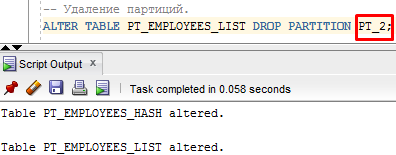 -- Удаление партиций.
ALTER TABLE PT_EMPLOYEES_LIST DROP PARTITION PT_2;
Script Output x
Task completed in 0.058 seconds
Table PT_EMPLOYEES_HASH altered.
Table PT_EMPLOYEES_LIST altered.